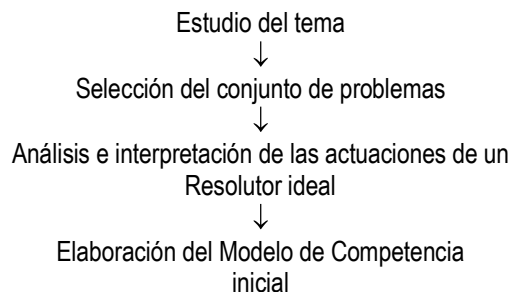 Estudio del tema
↓
Selección del conjunto de problemas
↓
Análisis e interpretación de las actuaciones de un
Resolutor ideal
↓
Elaboración del Modelo de Competencia
inicial